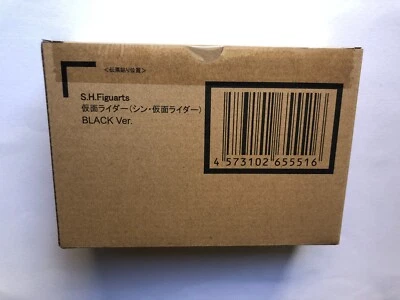 <伝票貼り位置>
S.H.Figuarts
仮面ライダー(シン・仮面ライダー)
BLACK Ver.
4 573102 655516